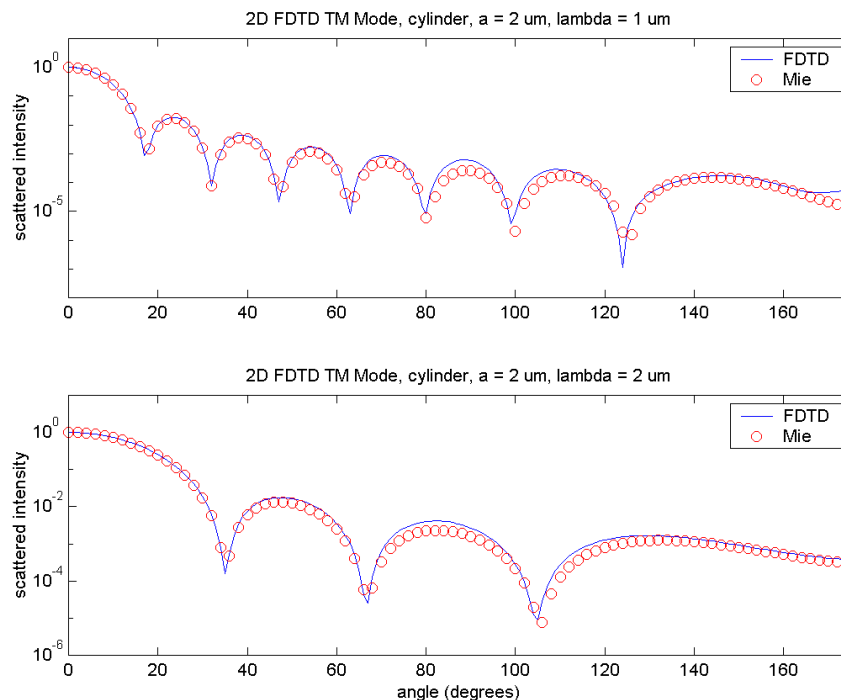 2D FDTD TM Mode, cylinder, a = 2 um, lambda = 1 um
10^0
10^-5
scattered intensity
FDTD
Mie
0 20 40 60 80 100 120 140 160
2D FDTD TM Mode, cylinder, a = 2 um, lambda = 2 um
10^0
10^-2
10^-4
10^-6
scattered intensity
FDTD
Mie
0 20 40 60 80 100 120 140 160
angle (degrees)